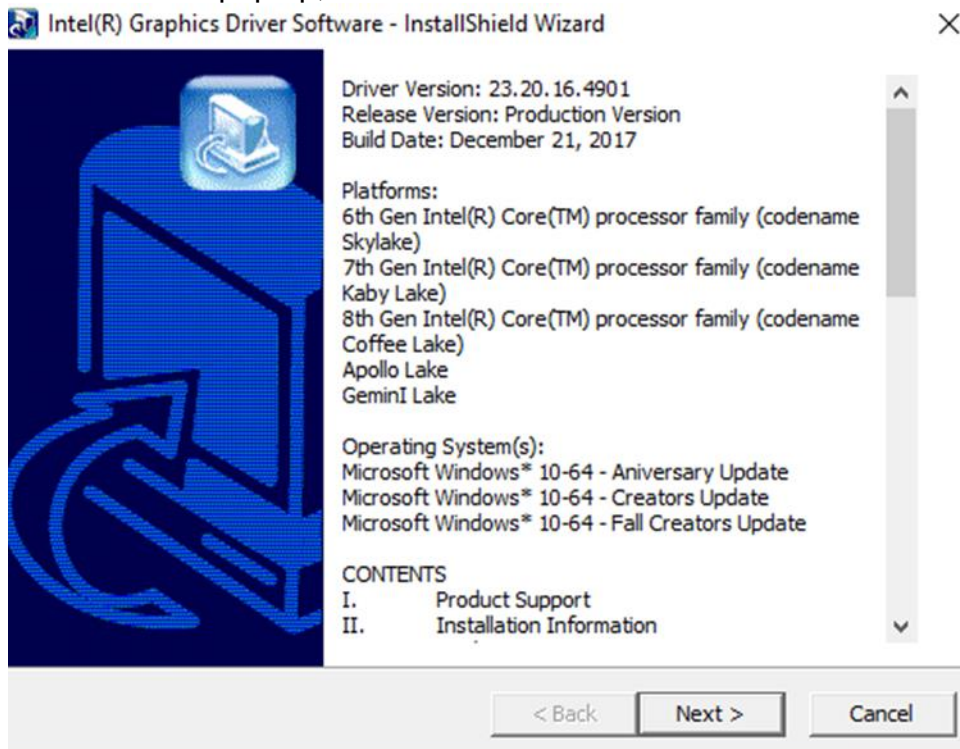 Intel(R) Graphics Driver Software - InstallShield Wizard
Driver Version: 23.20.16.4901
Release Version: Production Version
Build Date: December 21, 2017
Platforms:
6th Gen Intel(R) Core(TM) processor family (codename
Skylake)
7th Gen Intel(R) Core(TM) processor family (codename
Kaby Lake)
8th Gen Intel(R) Core(TM) processor family (codename
Coffee Lake)
Apollo Lake
GeminI Lake
Operating System(s):
Microsoft Windows* 10-64 - Aniversary Update
Microsoft Windows* 10-64 - Creators Update
Microsoft Windows* 10-64 - Fall Creators Update
CONTENTS
I. Product Support
II. Installation Information
< Back Next > Cancel